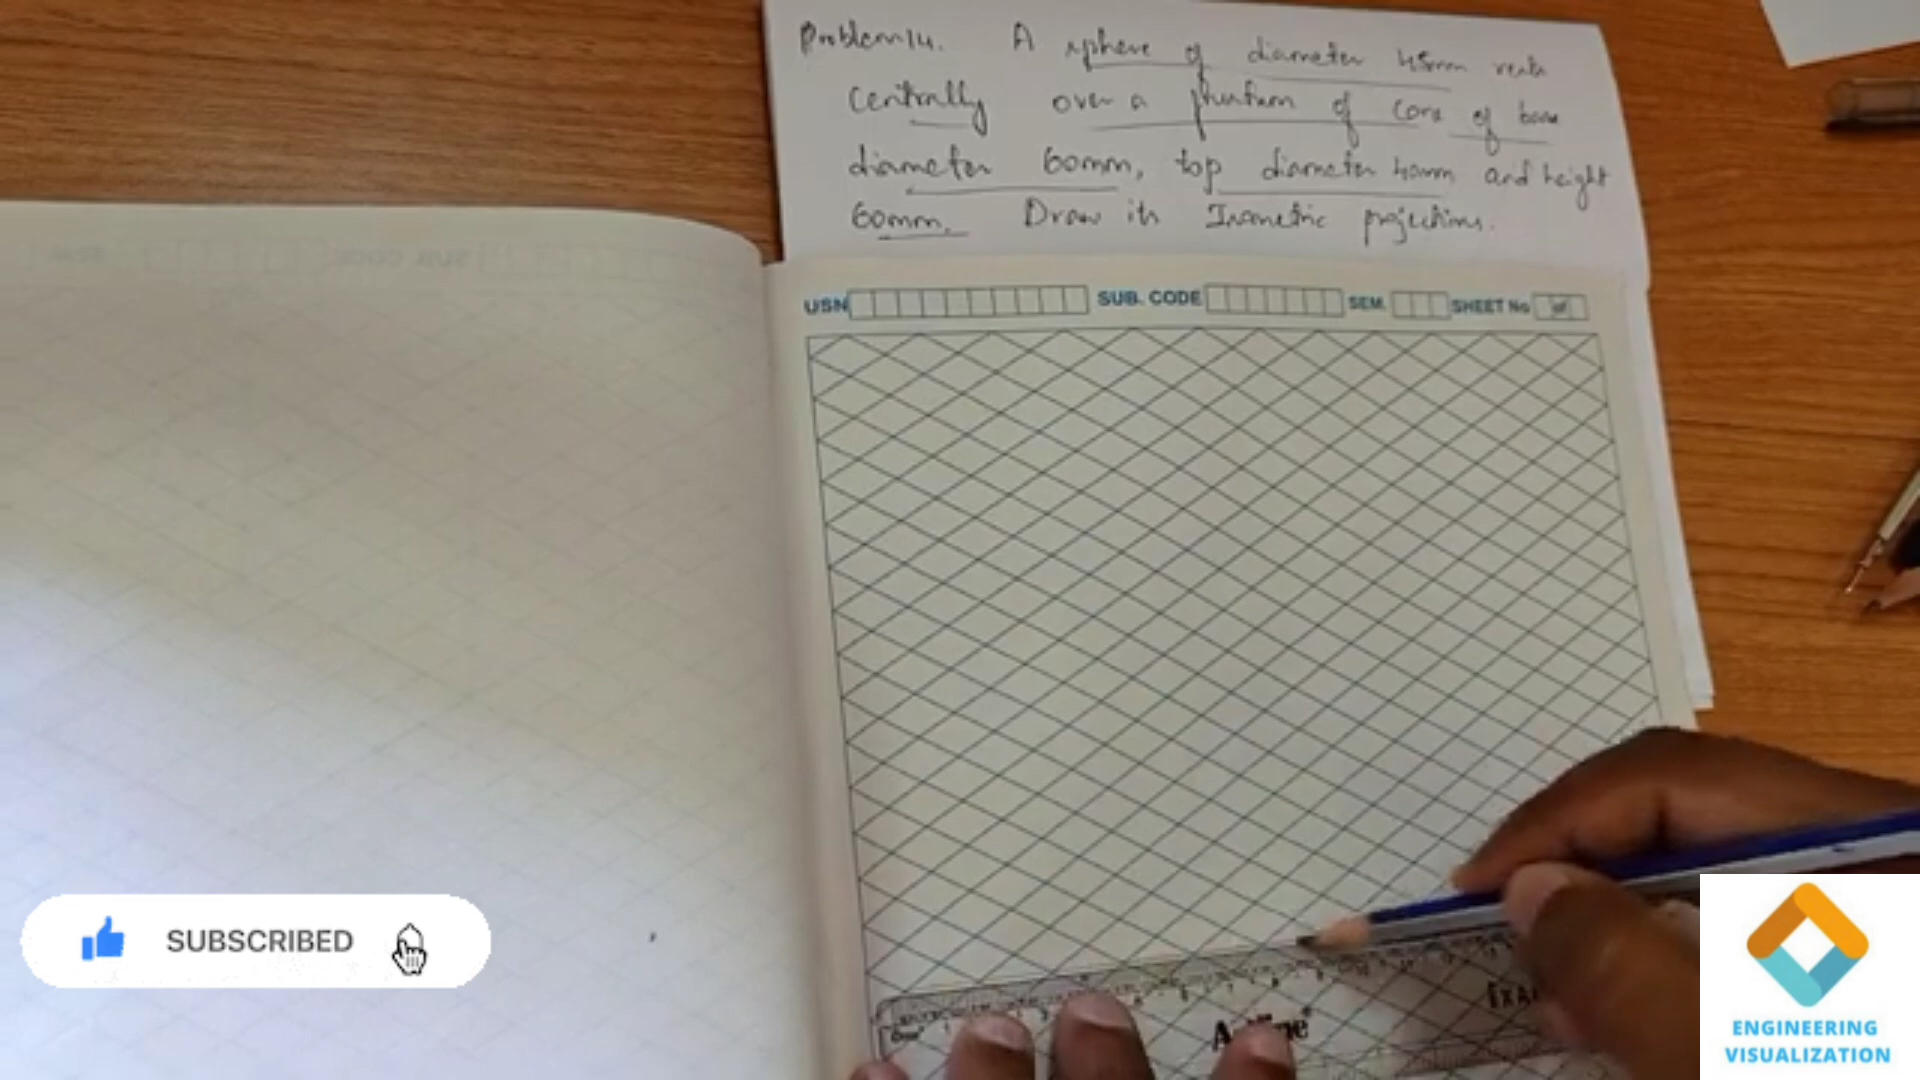 Problem 14. A sphere of diameter 45mm rests
Centrally over a frustum of cone of base
diameter 60mm, top diameter 40mm and height
60mm. Draw its Isometric projections.
USN SUB. CODE SEM. SHEET No
SUBSCRIBED
ENGINEERING
VISUALIZATION